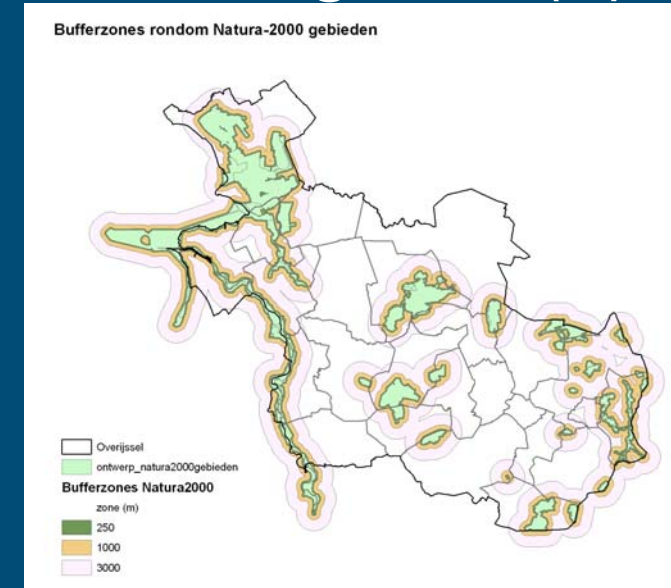 Bufferzones rondom Natura-2000 gebieden
Overijssel
ontwerp_natura2000gebieden
Bufferzones Natura2000
zone (m)
250
1000
3000